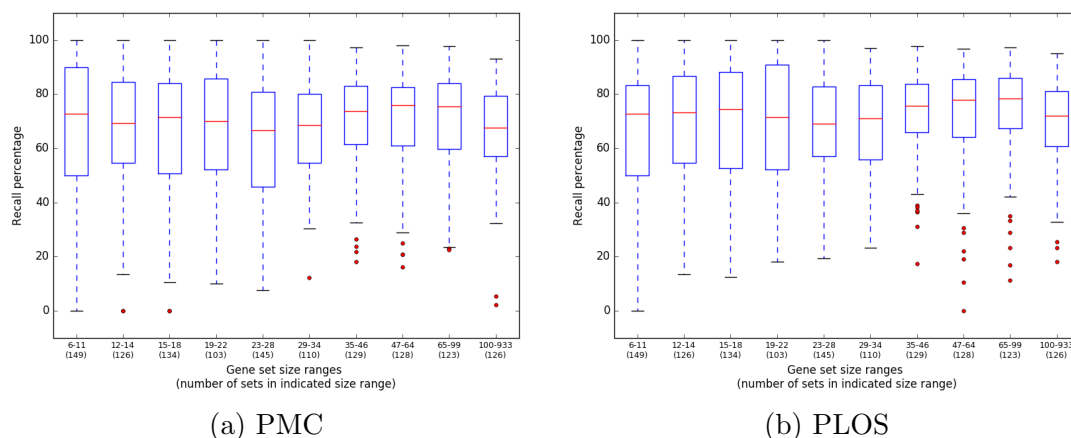 100
80
60
40
20
0
Recall percentage
6-11 12-14 15-18 19-22 23-28 29-34 35-46 47-64 65-99 100-933
(149) (126) (134) (103) (145) (110) (129) (128) (123) (126)
Gene set size ranges
(number of sets in indicated size range)
(a) PMC
100
80
60
40
20
0
Recall percentage
6-11 12-14 15-18 19-22 23-28 29-34 35-46 47-64 65-99 100-933
(149) (126) (134) (103) (145) (110) (129) (128) (123) (126)
Gene set size ranges
(number of sets in indicated size range)
(b) PLOS